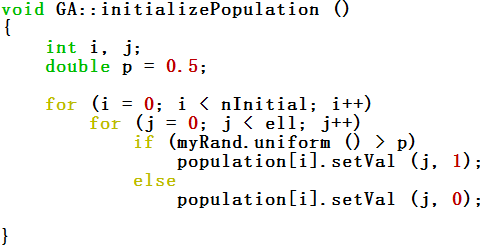 void GA::initializePopulation ()
{
    int i, j;
    double p = 0.5;

    for (i = 0; i < nInitial; i++)
        for (j = 0; j < ell; j++)
            if (myRand.uniform () > p)
                population[i].setVal (j, 1);
            else
                population[i].setVal (j, 0);

}